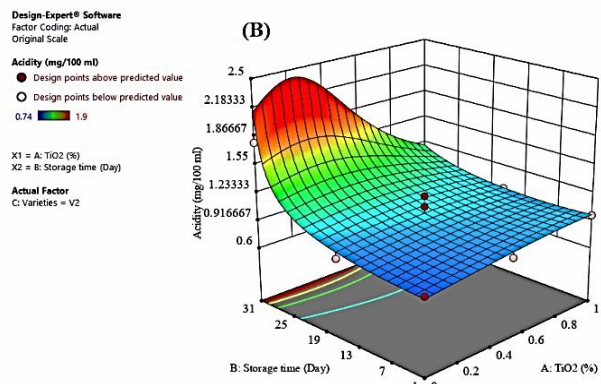 Design-Expert® Software
Factor Coding: Actual
Original Scale
Acidity (mg/100 ml)
Design points above predicted value
Design points below predicted value
0.74 1.9
X1 = A: TiO2 (%)
X2 = B: Storage time (Day)
Actual Factor
C: Varieties = V2
(B)
Acidity (mg/100 ml)
2.5
2.18333
1.86667
1.55
1.23333
0.916667
0.6
31
25
19
13
7
B: Storage time (Day)
0.2
0.4
0.6
0.8
1
A: TiO2 (%)